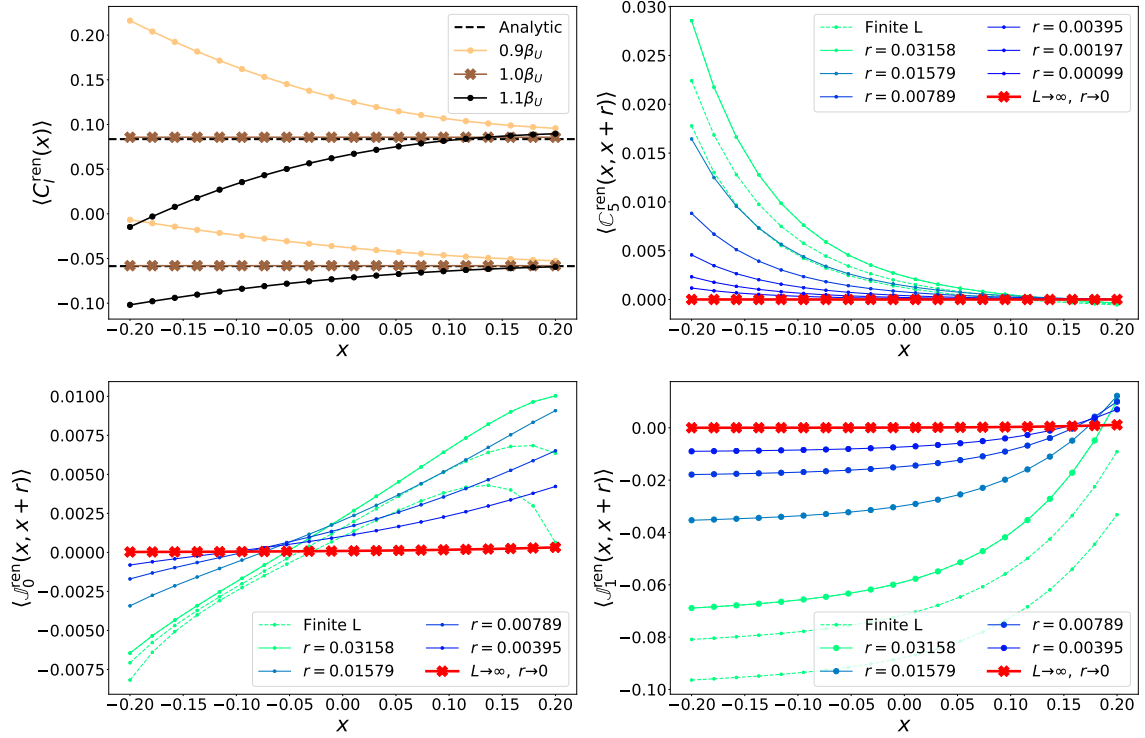 ⟨C_l^ren(x)⟩
0.20
0.15
0.10
0.05
0.00
−0.05
−0.10
−0.20 −0.15 −0.10 −0.05 0.00 0.05 0.10 0.15 0.20
x
Analytic
0.9β_U
1.0β_U
1.1β_U
⟨ℂ_5^ren(x, x + r)⟩
0.030
0.025
0.020
0.015
0.010
0.005
0.000
−0.20 −0.15 −0.10 −0.05 0.00 0.05 0.10 0.15 0.20
x
Finite L
r = 0.03158
r = 0.01579
r = 0.00789
r = 0.00395
r = 0.00197
r = 0.00099
L→∞, r→0
⟨𝕁_0^ren(x, x + r)⟩
0.0100
0.0075
0.0050
0.0025
0.0000
−0.0025
−0.0050
−0.0075
−0.20 −0.15 −0.10 −0.05 0.00 0.05 0.10 0.15 0.20
x
Finite L
r = 0.03158
r = 0.01579
r = 0.00789
r = 0.00395
L→∞, r→0
⟨𝕁_1^ren(x, x + r)⟩
0.00
−0.02
−0.04
−0.06
−0.08
−0.10
−0.20 −0.15 −0.10 −0.05 0.00 0.05 0.10 0.15 0.20
x
Finite L
r = 0.03158
r = 0.01579
r = 0.00789
r = 0.00395
L→∞, r→0